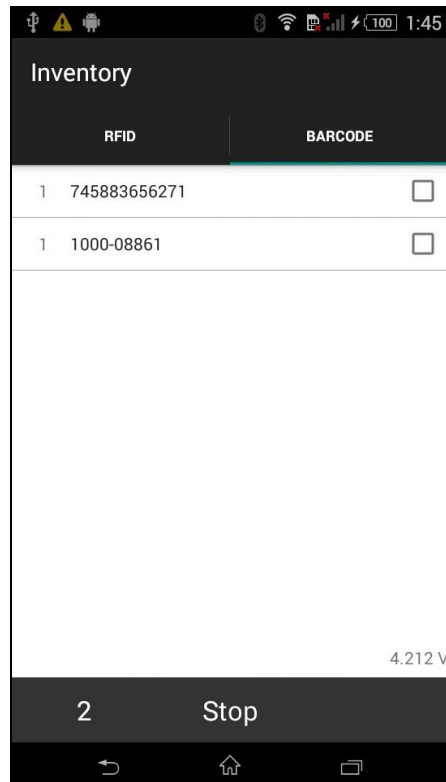 100 1:45
Inventory
RFID BARCODE
1 745883656271
1 1000-08861
4.212 V
2 Stop